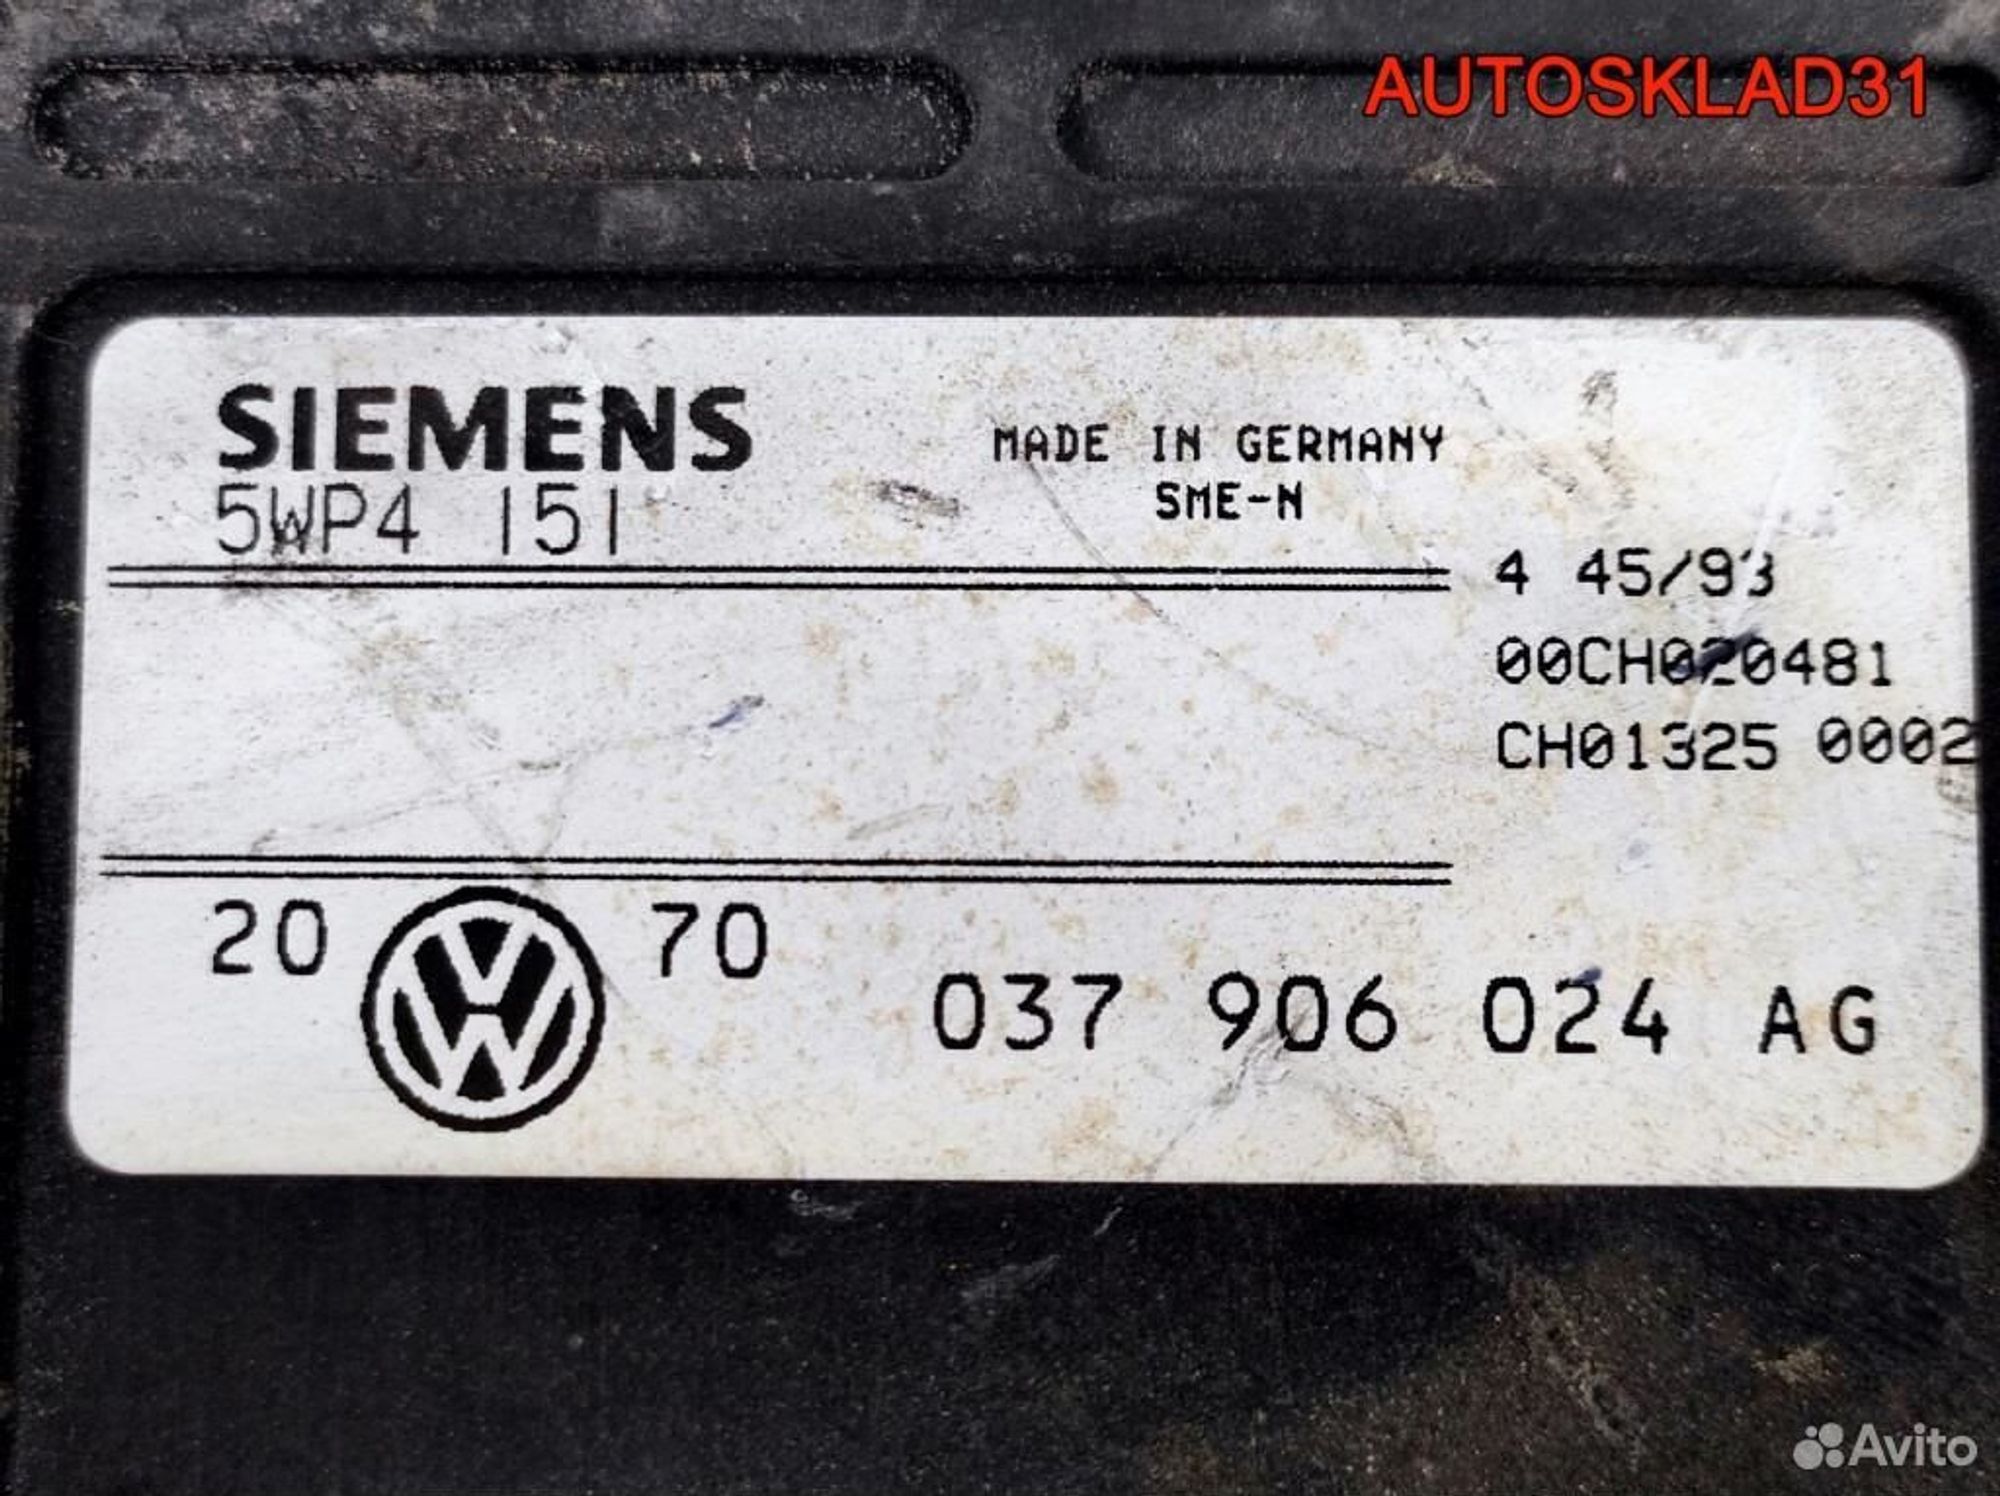 AUTOSKLAD31
SIEMENS
MADE IN GERMANY
5WP4 151
SME-N
4 45/93
00CH020481
CH01325 0002
20 70
037 906 024 AG
Avito